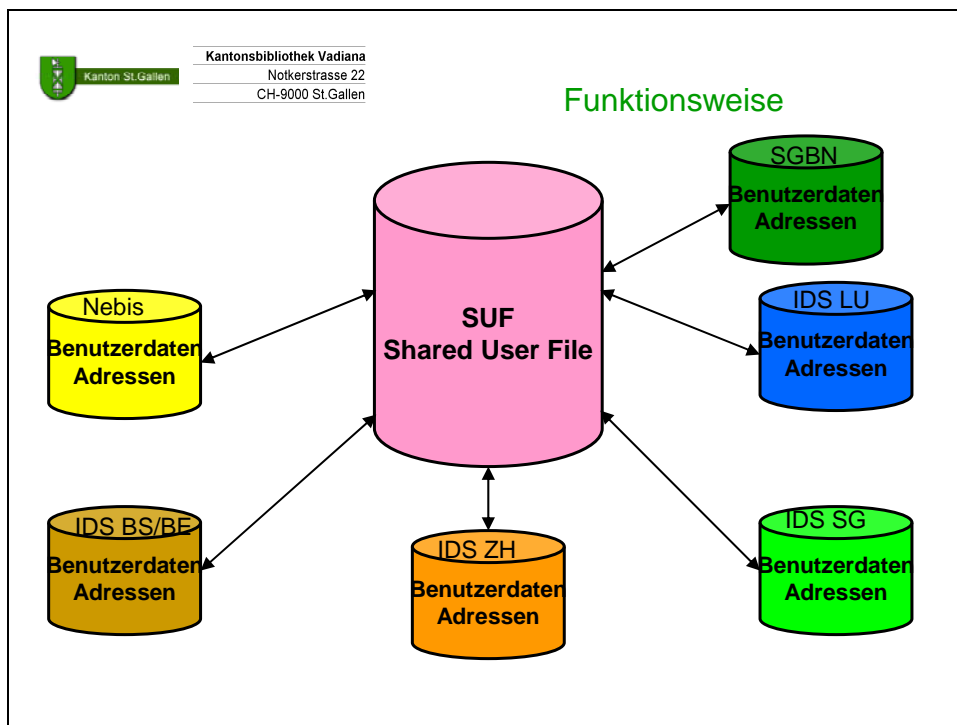 Kanton St.Gallen
Kantonsbibliothek Vadiana
Notkerstrasse 22
CH-9000 St.Gallen
Funktionsweise
SGBN
Benutzerdaten
Adressen
SUF
Shared User File
Nebis
Benutzerdaten
Adressen
IDS LU
Benutzerdaten
Adressen
IDS BS/BE
Benutzerdaten
Adressen
IDS ZH
Benutzerdaten
Adressen
IDS SG
Benutzerdaten
Adressen